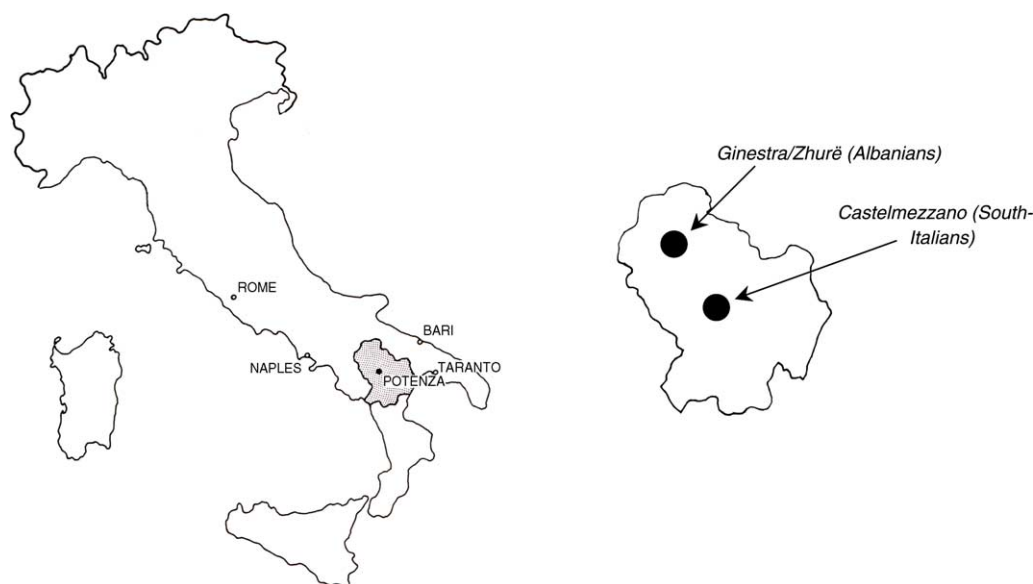 ROME
NAPLES
BARI
TARANTO
POTENZA
Ginestra/Zhurë (Albanians)
Castelmezzano (South-
Italians)